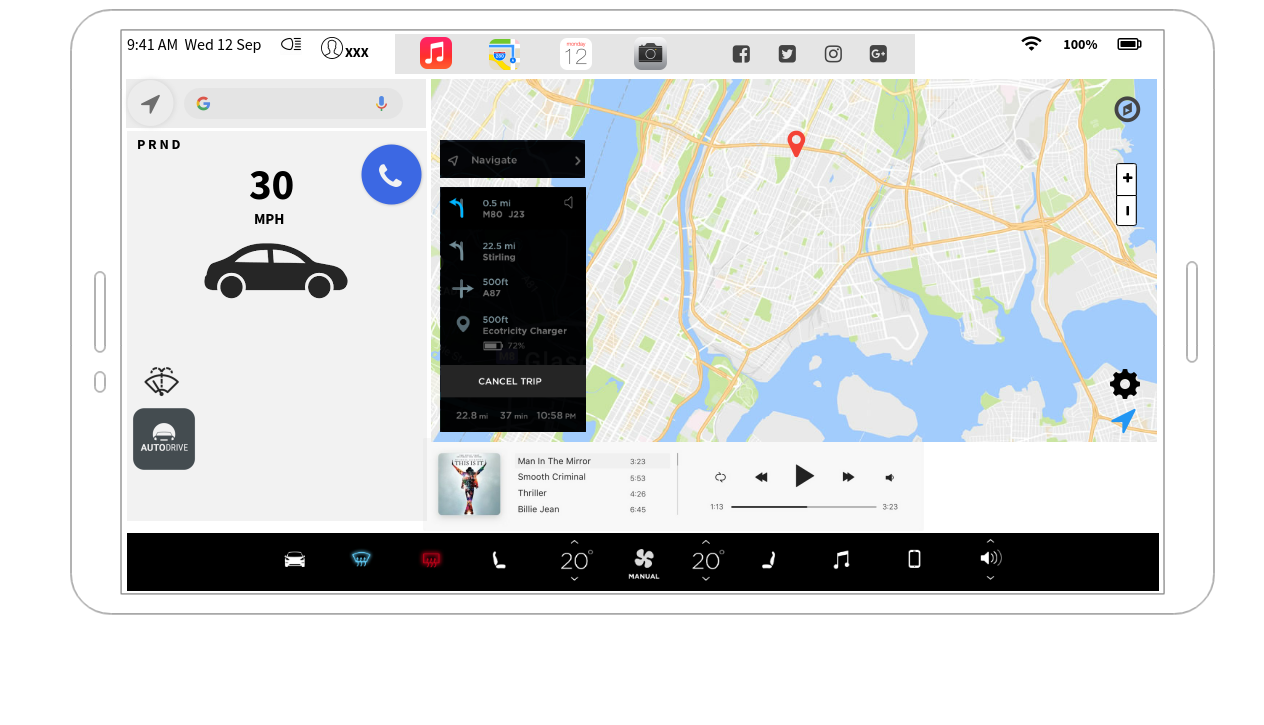 9:41 AM Wed 12 Sep
xxx
monday
12
280
G+
100%
PRND
30
MPH
AUTODRIVE
Navigate
0.5 mi
M80 J23
22.5 mi
Stirling
500ft
A87
500ft
Ecotricity Charger
72%
CANCEL TRIP
22.8 mi 37 min 10:58 PM
+
THIS IS IT
Man In The Mirror 3:23
Smooth Criminal 5:53
Thriller 4:26
Billie Jean 6:45
1:13 3:23
20°
MANUAL
20°